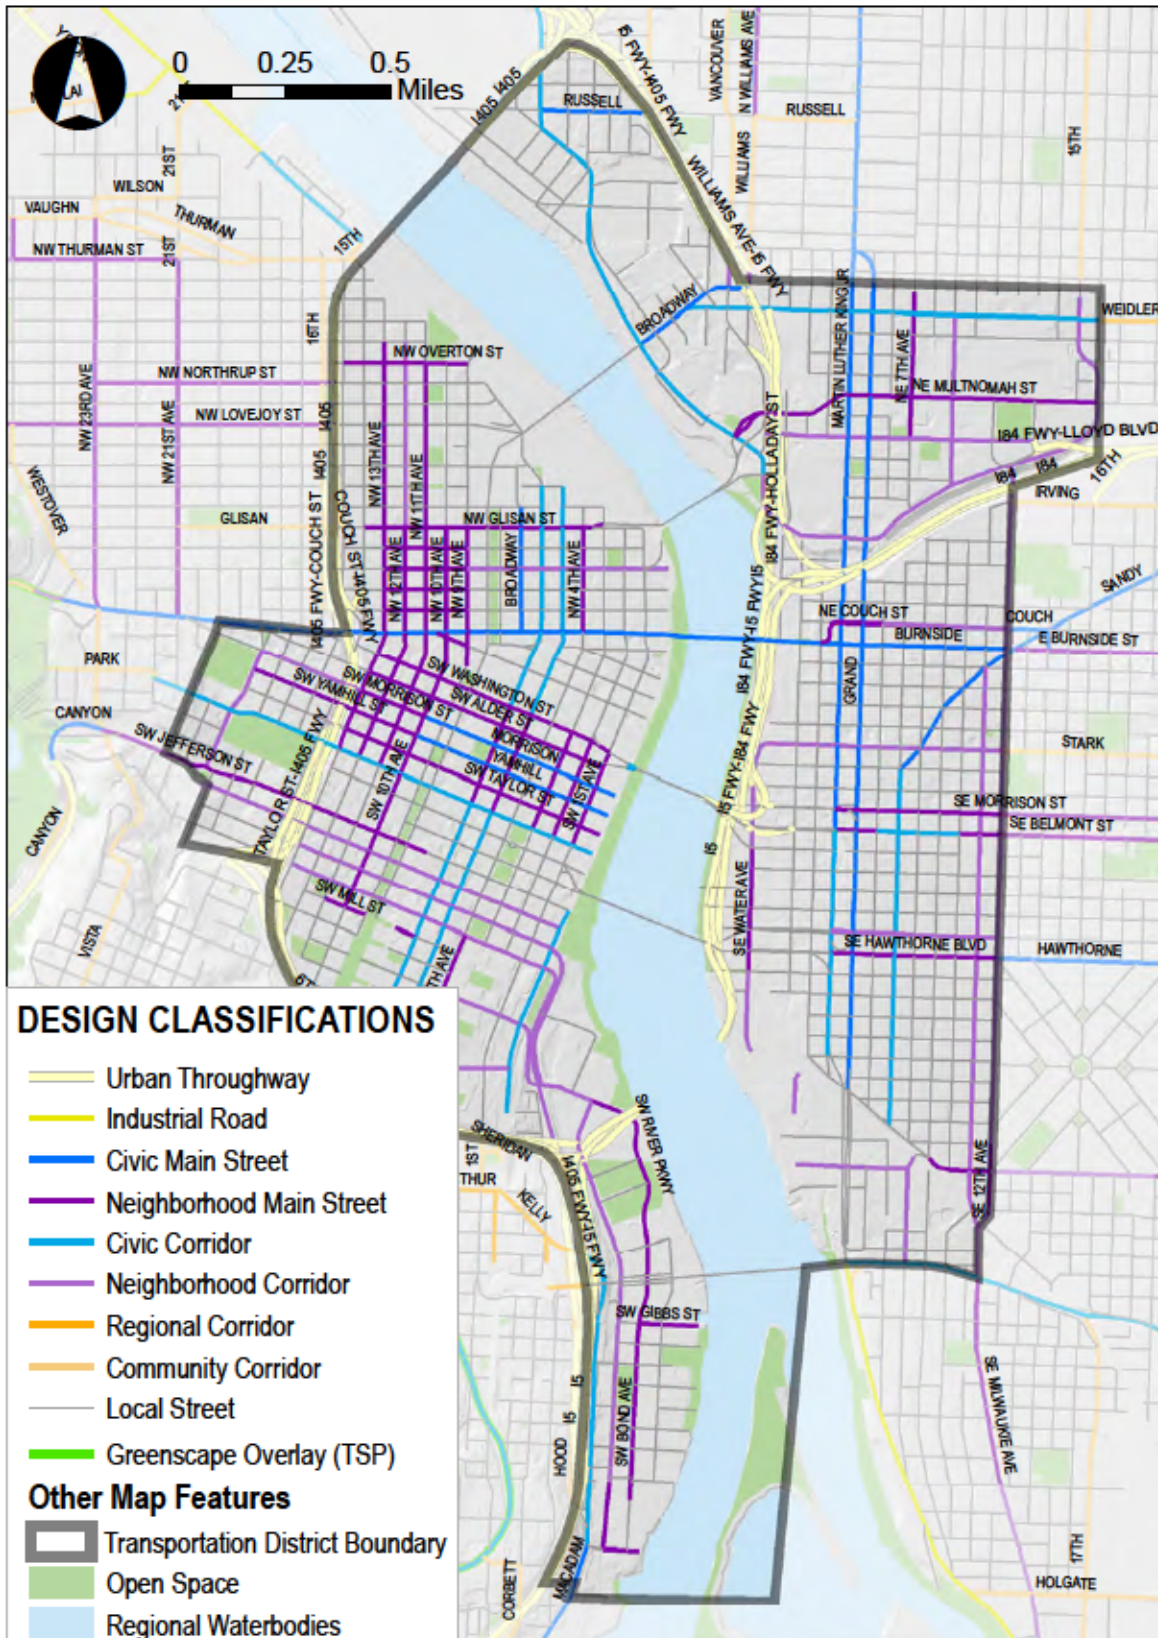 0 0.25 0.5
Miles
I405 I405
I5 FWY-I405 FWY
VANCOUVER
N WILLIAMS AVE
RUSSELL
RUSSELL
WILLIAMS
15TH
21ST
WILSON
VAUGHN
THURMAN
NW THURMAN ST
21ST
15TH
WILLIAMS AVE-I5 FWY
BROADWAY
MARTIN LUTHER KING JR
WEIDLER
16TH
NW OVERTON ST
NE 7TH AVE
NW NORTHRUP ST
NE MULTNOMAH ST
NW 23RD AVE
NW LOVEJOY ST
NW 21ST AVE
I405
I405
NW 13TH AVE
NW 11TH AVE
I84 FWY-LLOYD BLVD
I84 FWY-HOLLADAY ST
I84
I84
16TH
IRVING
WESTOVER
GLISAN
I405 FWY-COUCH ST
COUCH ST-I405 FWY
NW GLISAN ST
NW 12TH AVE
NW 10TH AVE
NW 9TH AVE
BROADWAY
NW 4TH AVE
I84 FWY-I5 FWY
I5
SANDY
NE COUCH ST
COUCH
BURNSIDE
E BURNSIDE ST
PARK
CANYON
SW WASHINGTON ST
SW MORRISON ST
SW ALDER ST
SW YAMHILL ST
MORRISON
YAMHILL
SW TAYLOR ST
SW 1ST AVE
GRAND
SW JEFFERSON ST
TAYLOR ST-I405 FWY
SW 10TH AVE
I5 FWY-I84 FWY
STARK
CANYON
I5
SE MORRISON ST
SE BELMONT ST
SW MILL ST
VISTA
SE WATER AVE
SE HAWTHORNE BLVD
HAWTHORNE
TH AVE
DESIGN CLASSIFICATIONS
Urban Throughway
Industrial Road
Civic Main Street
Neighborhood Main Street
Civic Corridor
Neighborhood Corridor
Regional Corridor
Community Corridor
Local Street
Greenscape Overlay (TSP)
Other Map Features
Transportation District Boundary
Open Space
Regional Waterbodies
SHERIDAN
1ST
THUR
KELLY
SW RIVER PKWY
I405 FWY-I5 FWY
SE 12TH AVE
SW GIBBS ST
I5
I5
HOOD
SW BOND AVE
SE MILWAUKIE AVE
MACADAM
CORBETT
17TH
HOLGATE